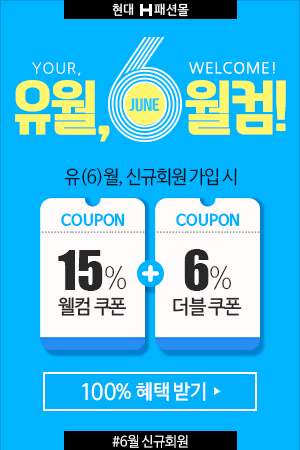 현대 H패션몰
YOUR, WELCOME!
유월, 6 월컴!
JUNE
유(6)월, 신규회원 가입 시
COUPON COUPON
15% + 6%
웰컴 쿠폰 더블 쿠폰
100% 혜택 받기 ▸
#6월 신규회원